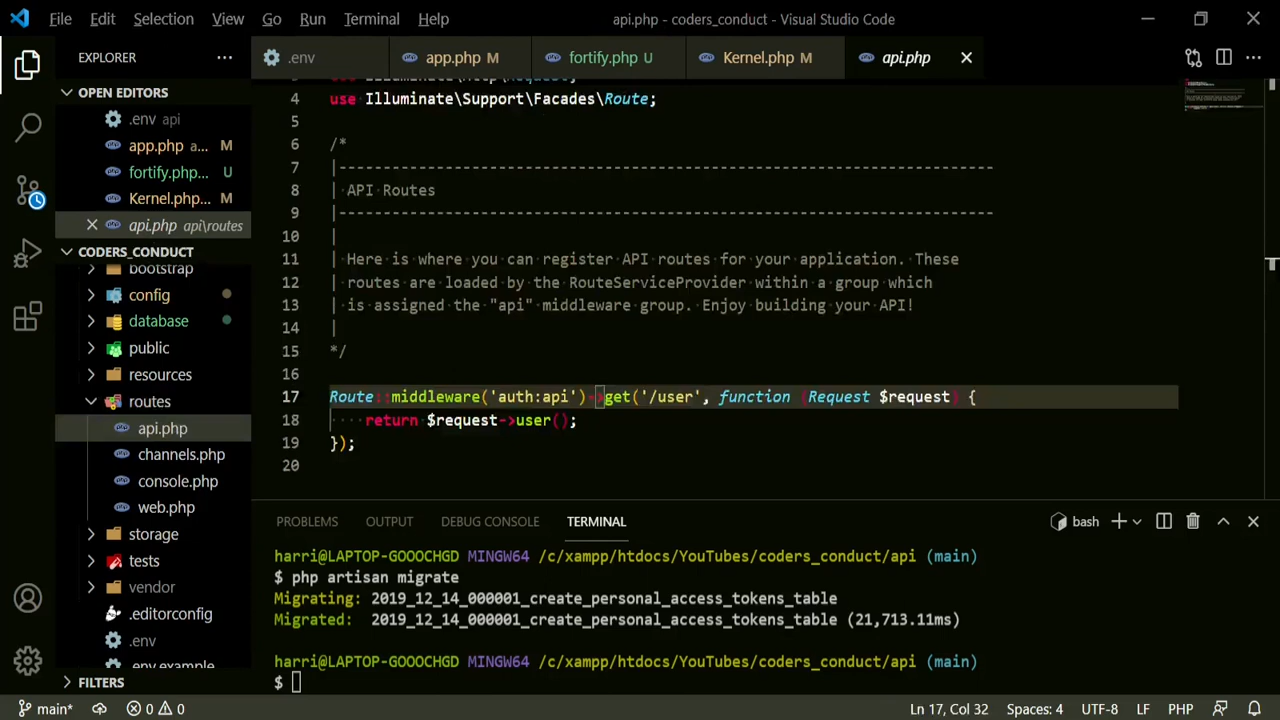 File Edit Selection View Go Run Terminal Help api.php - coders_conduct - Visual Studio Code
EXPLORER
.env app.php M fortify.php U Kernel.php M api.php
OPEN EDITORS
.env api
app.php a... M
fortify.php... U
Kernel.php... M
api.php api\routes
CODERS_CONDUCT
bootstrap
config
database
public
resources
routes
api.php
channels.php
console.php
web.php
storage
tests
vendor
.editorconfig
.env
.env.example
FILTERS
use Illuminate\Http\Request;
4 use Illuminate\Support\Facades\Route;
5
6 /*
7 |--------------------------------------------------------------------------
8 | API Routes
9 |--------------------------------------------------------------------------
10 |
11 | Here is where you can register API routes for your application. These
12 | routes are loaded by the RouteServiceProvider within a group which
13 | is assigned the "api" middleware group. Enjoy building your API!
14 |
15 */
16
17 Route::middleware('auth:api')->get('/user', function (Request $request) {
18 return $request->user();
19 });
20
PROBLEMS OUTPUT DEBUG CONSOLE TERMINAL bash
harri@LAPTOP-GOOOCHGD MINGW64 /c/xampp/htdocs/YouTubes/coders_conduct/api (main)
$ php artisan migrate
Migrating: 2019_12_14_000001_create_personal_access_tokens_table
Migrated: 2019_12_14_000001_create_personal_access_tokens_table (21,713.11ms)
harri@LAPTOP-GOOOCHGD MINGW64 /c/xampp/htdocs/YouTubes/coders_conduct/api (main)
$
main* 0 0 Ln 17, Col 32 Spaces: 4 UTF-8 LF PHP